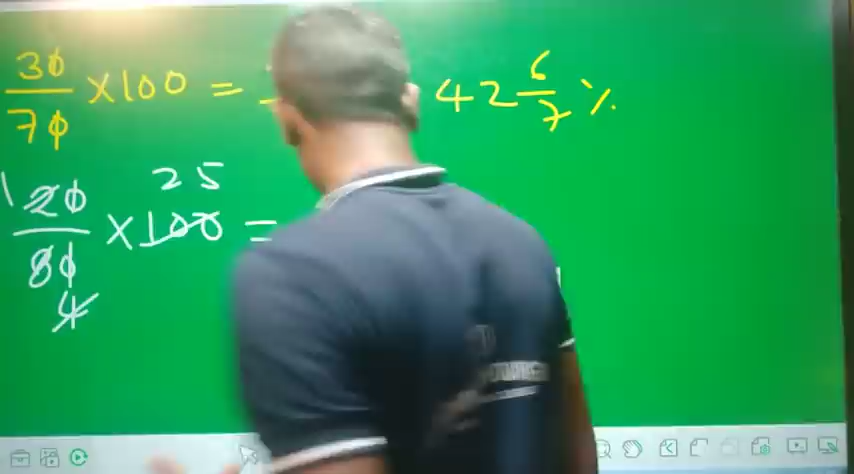 30/70 ×100 = 42 6/7 %
1 25
20/80 ×100 =
4